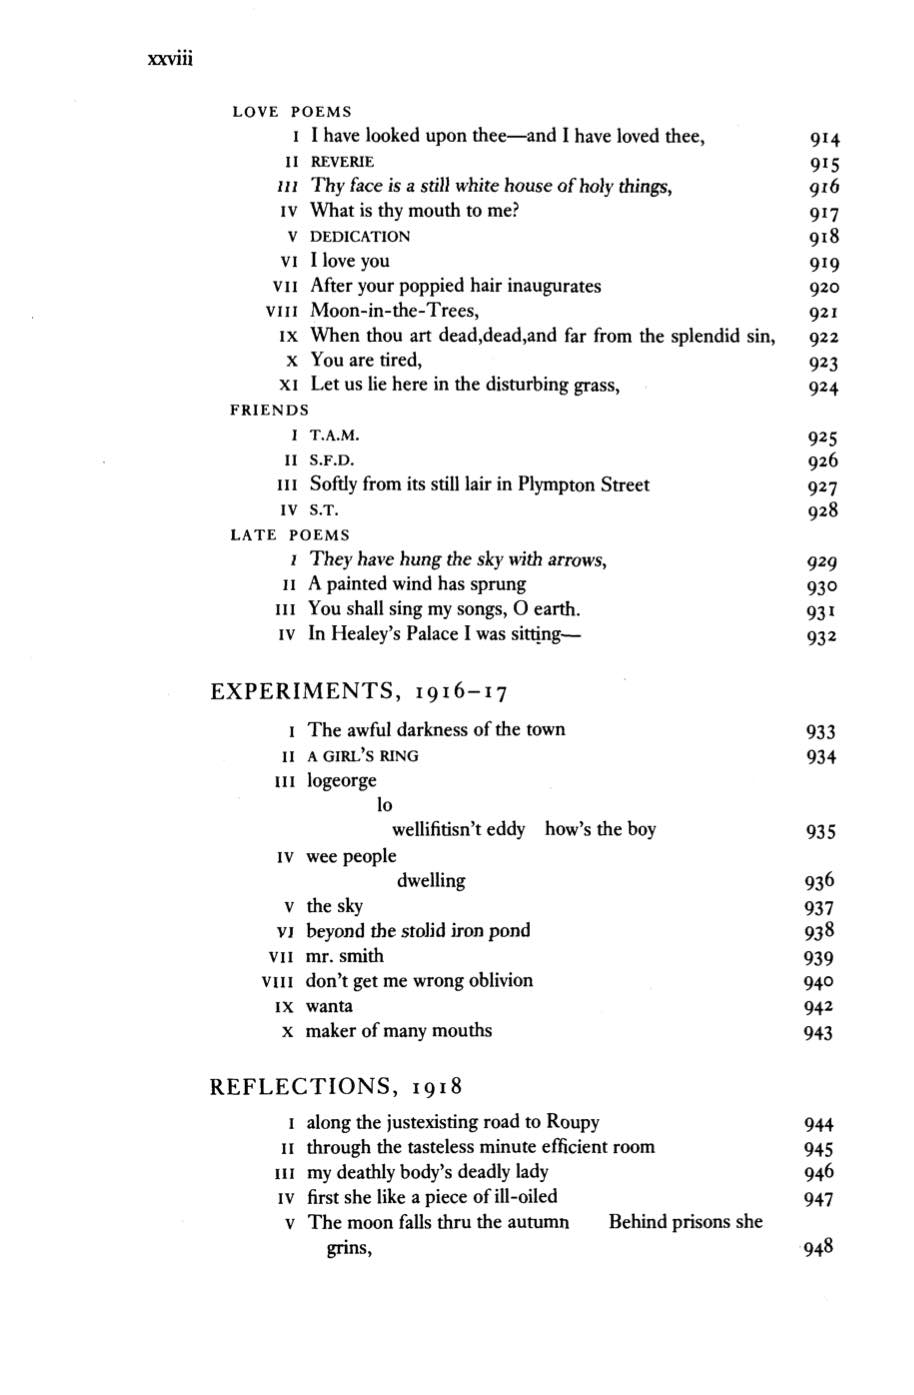 xxviii
LOVE POEMS
I I have looked upon thee—and I have loved thee, 914
II REVERIE 915
III Thy face is a still white house of holy things, 916
IV What is thy mouth to me? 917
V DEDICATION 918
VI I love you 919
VII After your poppied hair inaugurates 920
VIII Moon-in-the-Trees, 921
IX When thou art dead,dead,and far from the splendid sin, 922
X You are tired, 923
XI Let us lie here in the disturbing grass, 924
FRIENDS
I T.A.M. 925
II S.F.D. 926
III Softly from its still lair in Plympton Street 927
IV S.T. 928
LATE POEMS
I They have hung the sky with arrows, 929
II A painted wind has sprung 930
III You shall sing my songs, O earth. 931
IV In Healey's Palace I was sitting— 932
EXPERIMENTS, 1916–17
I The awful darkness of the town 933
II A GIRL'S RING 934
III logeorge
lo
wellifitisn't eddy how's the boy 935
IV wee people
dwelling 936
V the sky 937
VI beyond the stolid iron pond 938
VII mr. smith 939
VIII don't get me wrong oblivion 940
IX wanta 942
X maker of many mouths 943
REFLECTIONS, 1918
I along the justexisting road to Roupy 944
II through the tasteless minute efficient room 945
III my deathly body's deadly lady 946
IV first she like a piece of ill-oiled 947
V The moon falls thru the autumn Behind prisons she
grins, 948